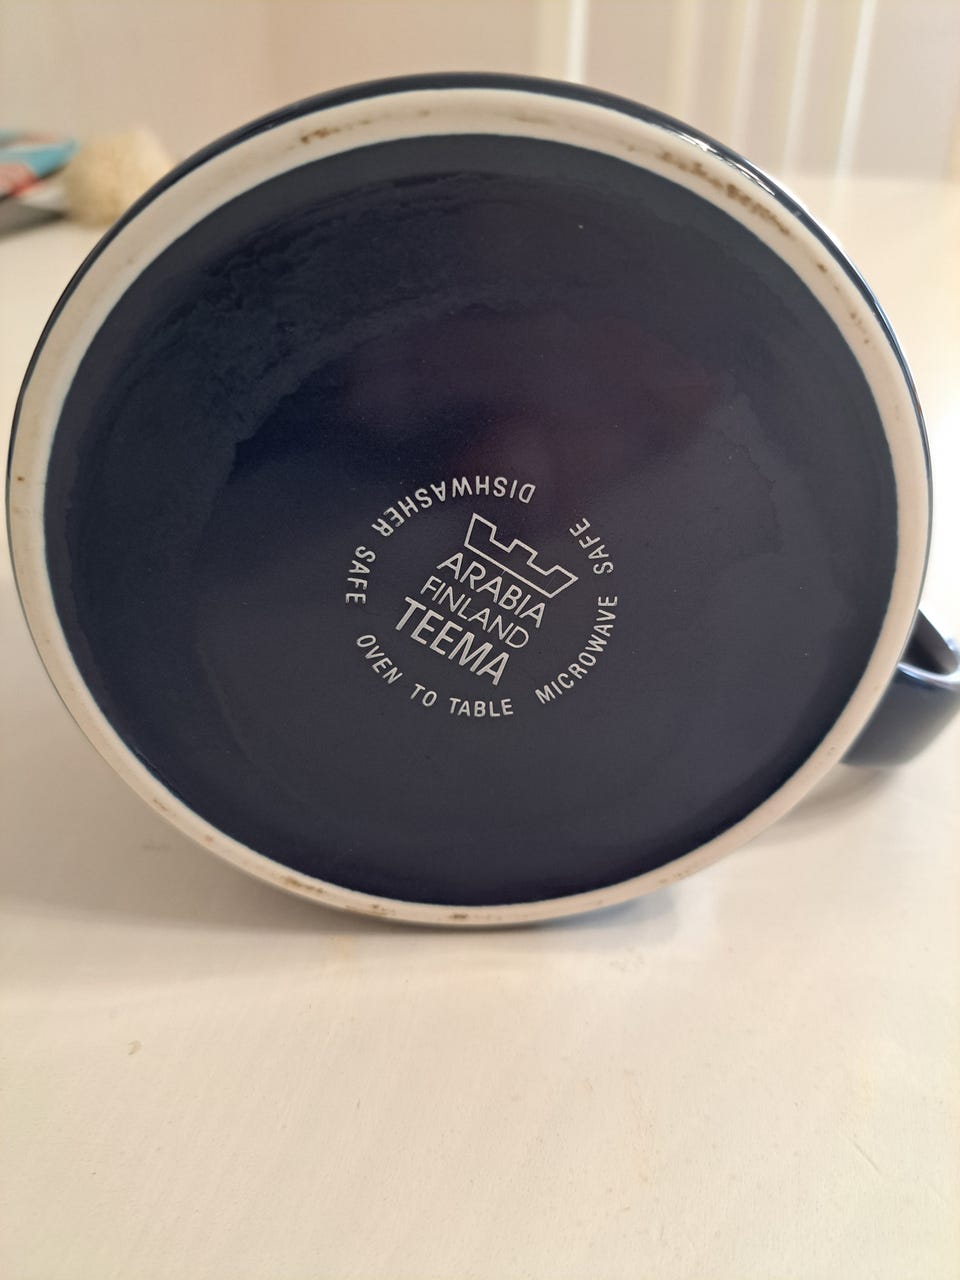 ARABIA
FINLAND
TEEMA
DISHWASHER SAFE
OVEN TO TABLE
MICROWAVE SAFE